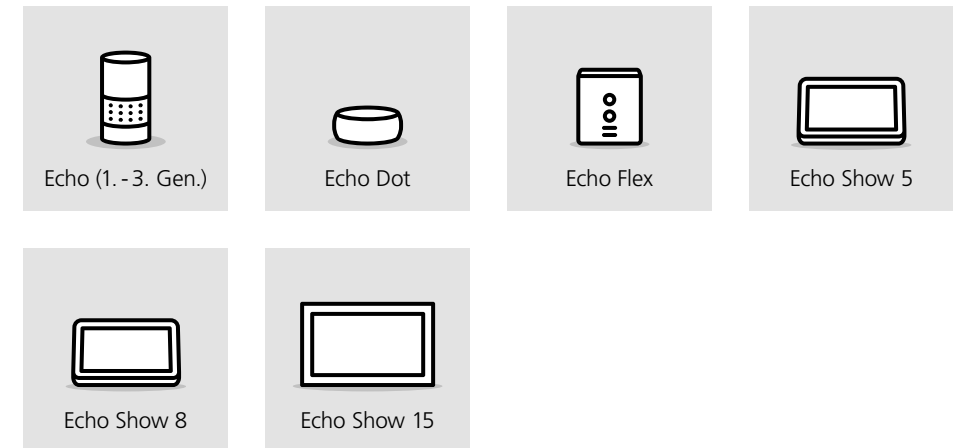 Echo (1. - 3. Gen.)
Echo Dot
Echo Flex
Echo Show 5
Echo Show 8
Echo Show 15